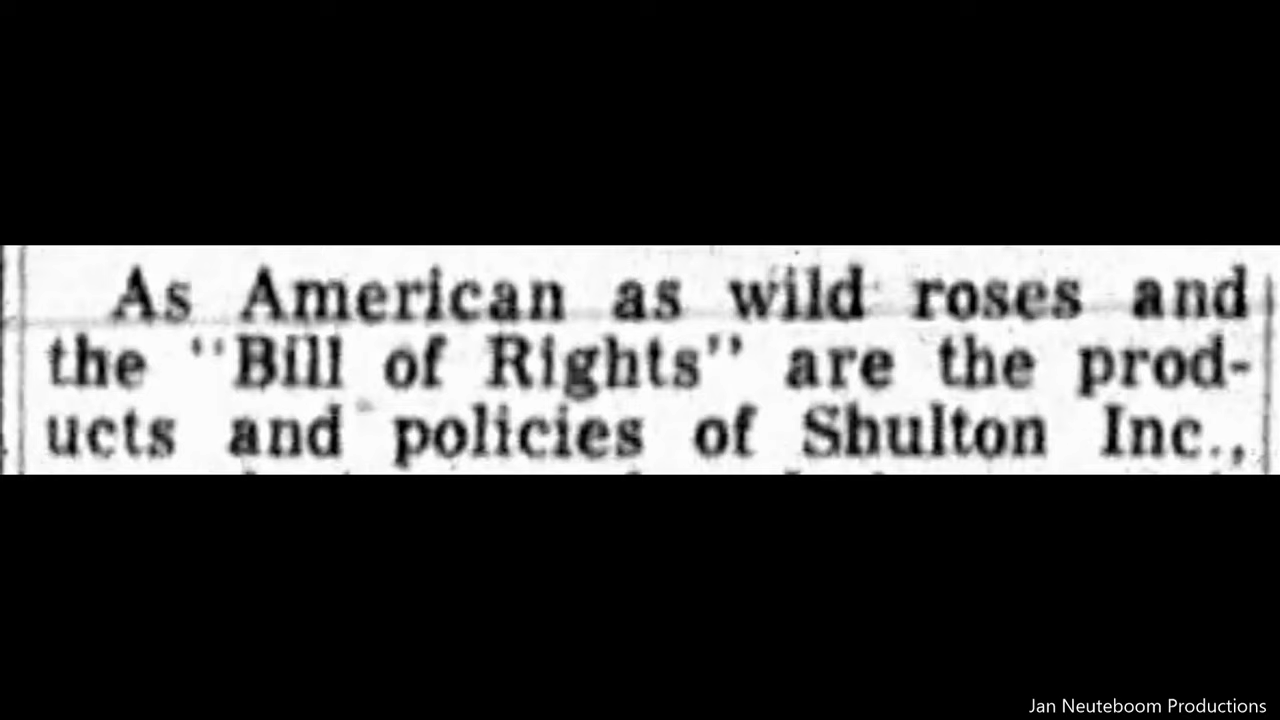 As American as wild roses and
the "Bill of Rights" are the prod-
ucts and policies of Shulton Inc.,
Jan Neuteboom Productions